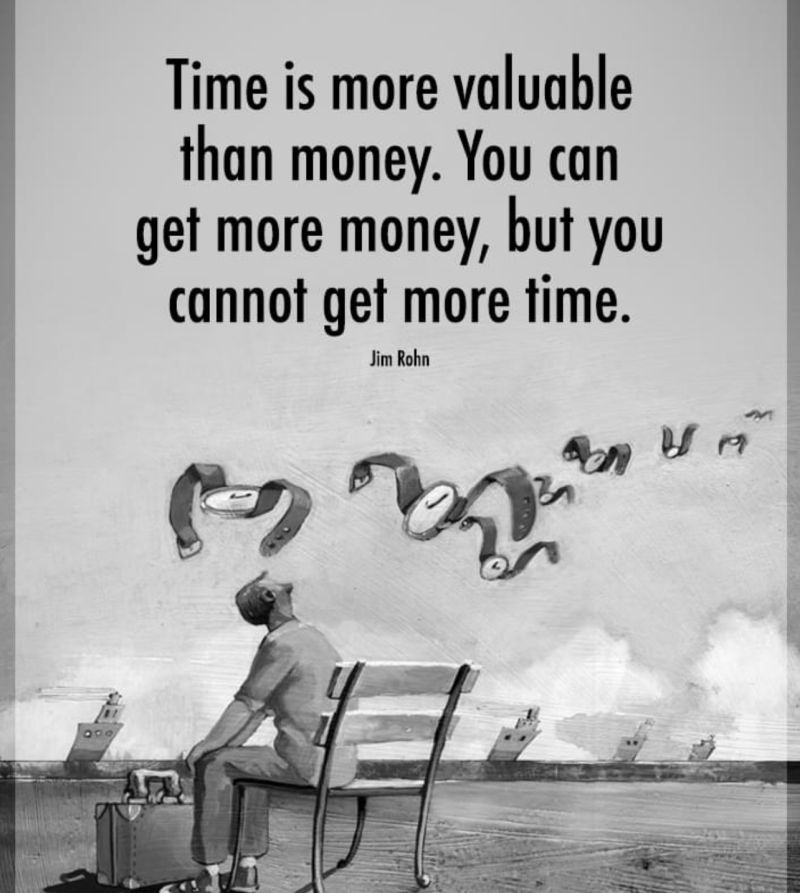 Time is more valuable
than money. You can
get more money, but you
cannot get more time.
Jim Rohn